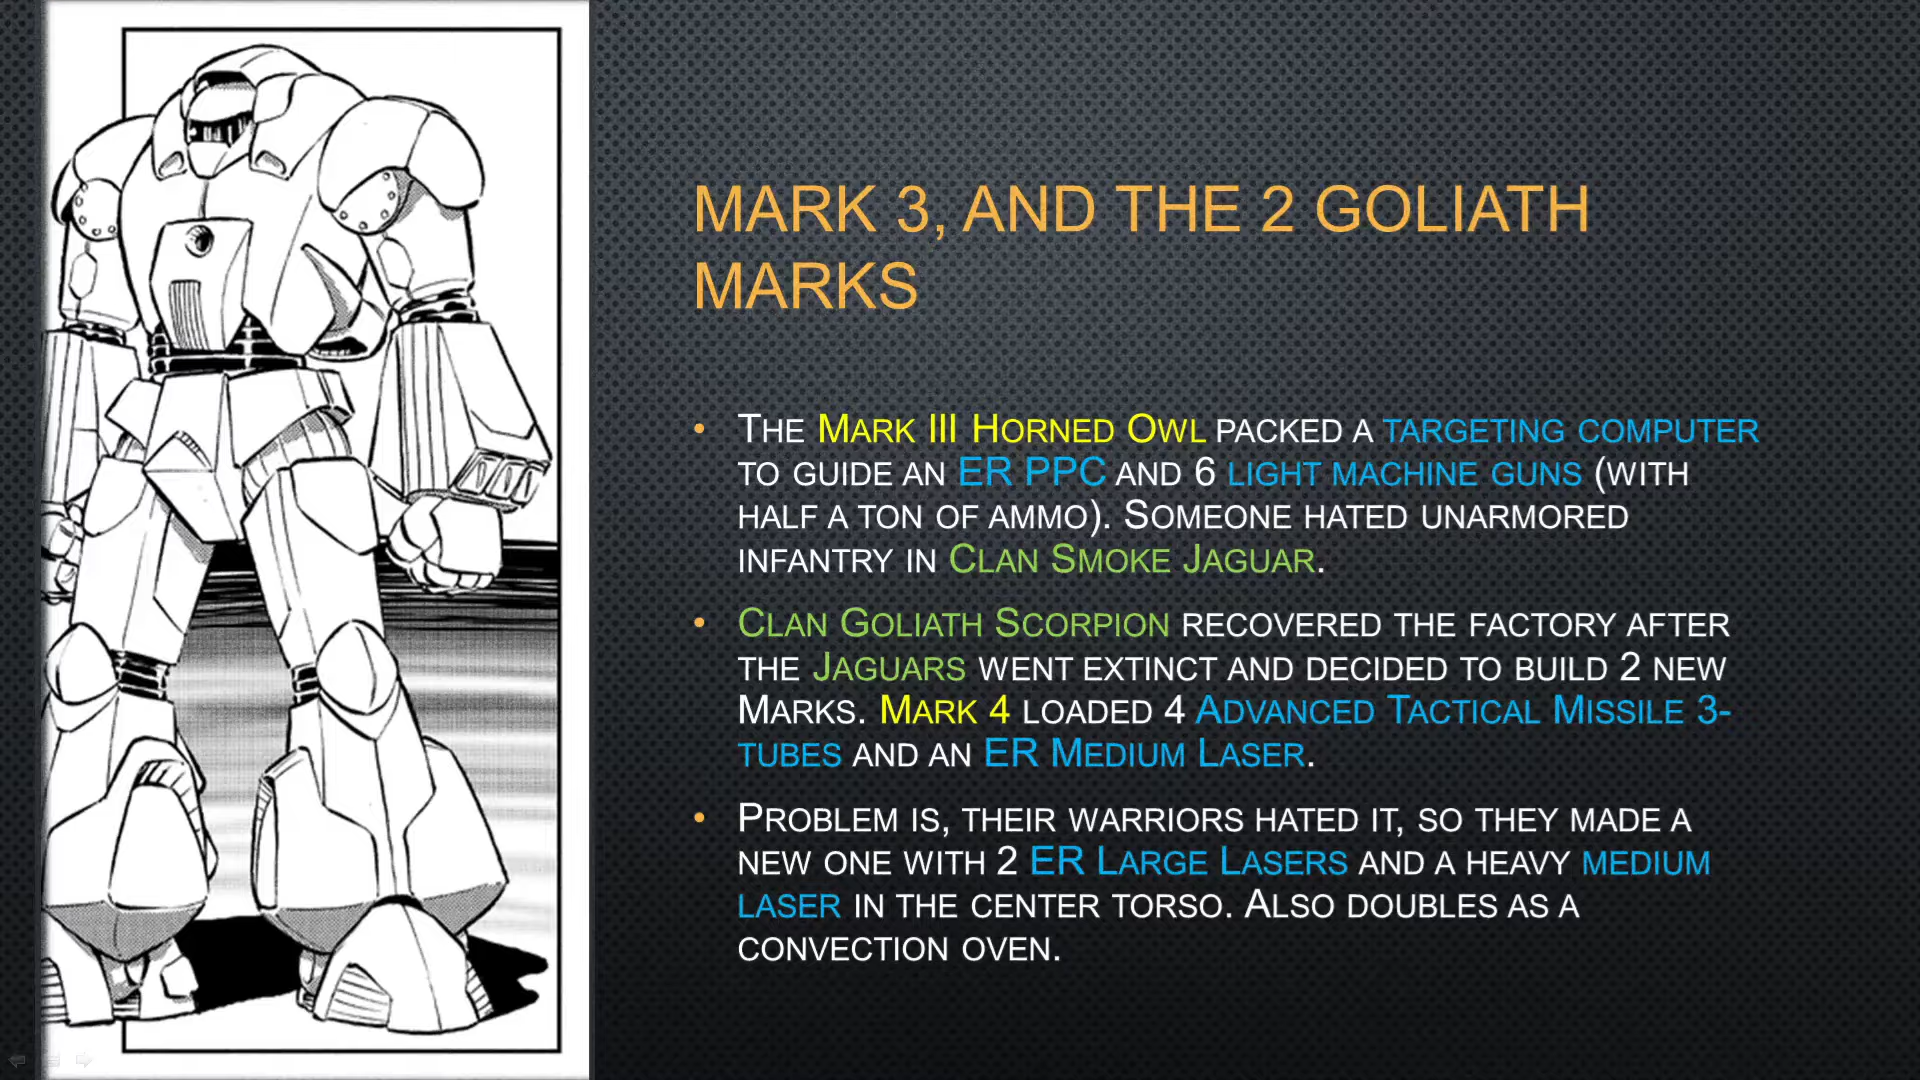 MARK 3, AND THE 2 GOLIATH
MARKS
• THE MARK III HORNED OWL PACKED A TARGETING COMPUTER
TO GUIDE AN ER PPC AND 6 LIGHT MACHINE GUNS (WITH
HALF A TON OF AMMO). SOMEONE HATED UNARMORED
INFANTRY IN CLAN SMOKE JAGUAR.
• CLAN GOLIATH SCORPION RECOVERED THE FACTORY AFTER
THE JAGUARS WENT EXTINCT AND DECIDED TO BUILD 2 NEW
MARKS. MARK 4 LOADED 4 ADVANCED TACTICAL MISSILE 3-
TUBES AND AN ER MEDIUM LASER.
• PROBLEM IS, THEIR WARRIORS HATED IT, SO THEY MADE A
NEW ONE WITH 2 ER LARGE LASERS AND A HEAVY MEDIUM
LASER IN THE CENTER TORSO. ALSO DOUBLES AS A
CONVECTION OVEN.